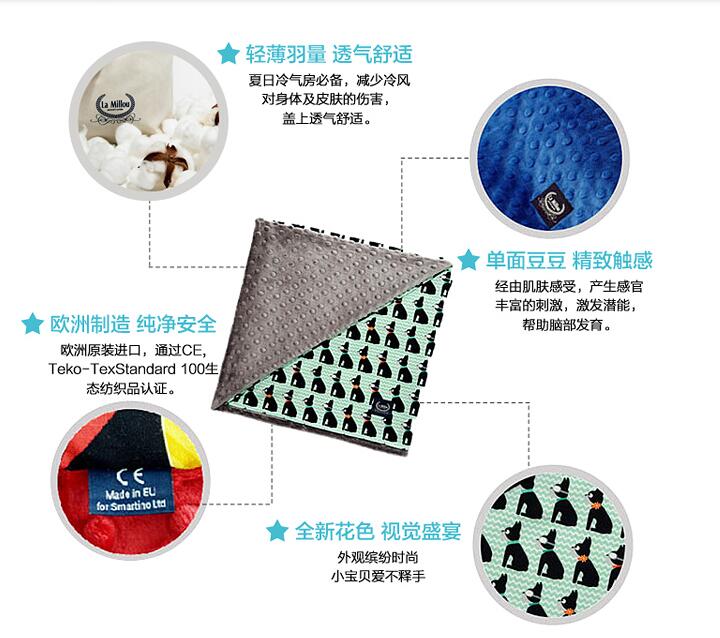 轻薄羽量 透气舒适
夏日冷气房必备，减少冷风
对身体及皮肤的伤害，
盖上透气舒适。
La Millou
单面豆豆 精致触感
经由肌肤感受，产生感官
丰富的刺激，激发潜能，
帮助脑部发育。
欧洲制造 纯净安全
欧洲原装进口，通过CE,
Teko-TexStandard 100生
态纺织品认证。
CE
Made in EU
for Smartino Ltd
全新花色 视觉盛宴
外观缤纷时尚
小宝贝爱不释手